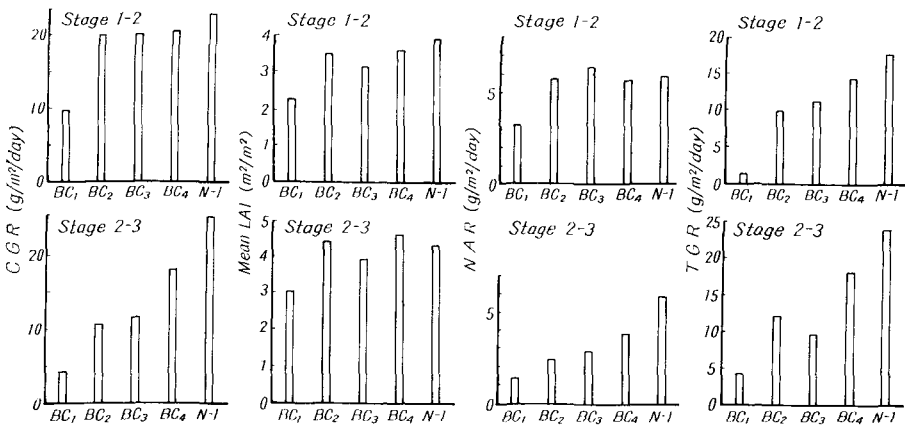 Stage 1-2
20
10
0
BC₁ BC₂ BC₃ BC₄ N-1
Stage 2-3
20
10
0
BC₁ BC₂ BC₃ BC₄ N-1
CGR (g/m²/day)
Stage 1-2
4
3
2
1
0
BC₁ BC₂ BC₃ BC₄ N-1
Stage 2-3
5
4
3
2
1
0
BC₁ BC₂ BC₃ BC₄ N-1
Mean LAI (m²/m²)
Stage 1-2
5
0
BC₁ BC₂ BC₃ BC₄ N-1
Stage 2-3
5
0
BC₁ BC₂ BC₃ BC₄ N-1
NAR (g/m²/day)
Stage 1-2
20
15
10
5
0
BC₁ BC₂ BC₃ BC₄ N-1
Stage 2-3
25
20
15
10
5
0
BC₁ BC₂ BC₃ BC₄ N-1
TGR (g/m²/day)